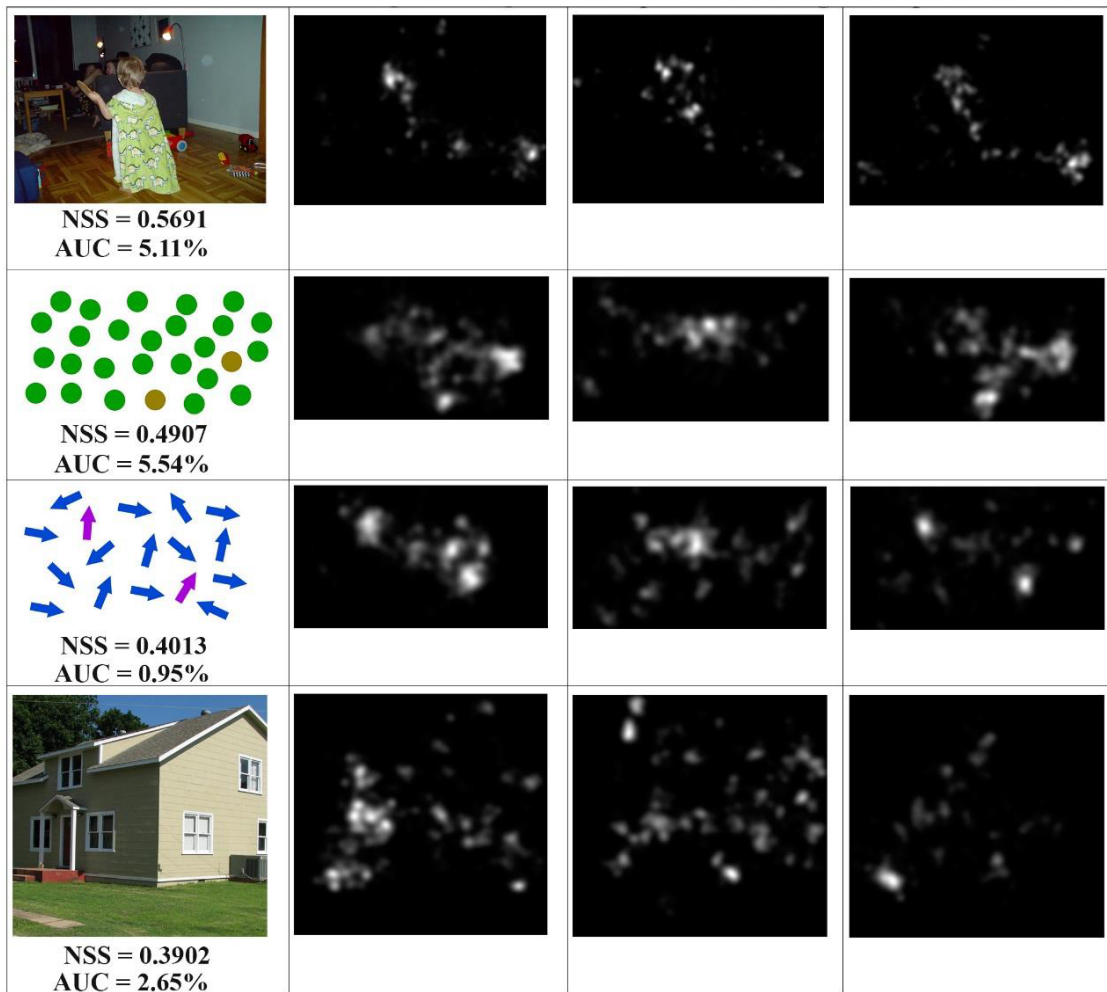 NSS = 0.5691
AUC = 5.11%
NSS = 0.4907
AUC = 5.54%
NSS = 0.4013
AUC = 0.95%
NSS = 0.3902
AUC = 2.65%